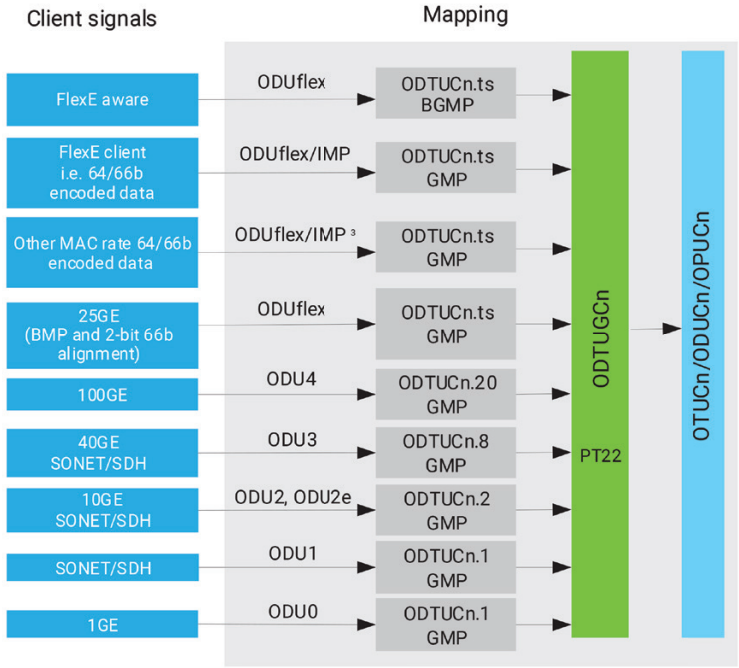 Client signals
Mapping
FlexE aware
ODUflex
ODTUCn.ts
BGMP
FlexE client
i.e. 64/66b
encoded data
ODUflex/IMP
ODTUCn.ts
GMP
Other MAC rate 64/66b
encoded data
ODUflex/IMP ³
ODTUCn.ts
GMP
25GE
(BMP and 2-bit 66b
alignment)
ODUflex
ODTUCn.ts
GMP
100GE
ODU4
ODTUCn.20
GMP
40GE
SONET/SDH
ODU3
ODTUCn.8
GMP
10GE
SONET/SDH
ODU2, ODU2e
ODTUCn.2
GMP
SONET/SDH
ODU1
ODTUCn.1
GMP
1GE
ODU0
ODTUCn.1
GMP
ODTUGCn
PT22
OTUCn/ODUCn/OPUCn